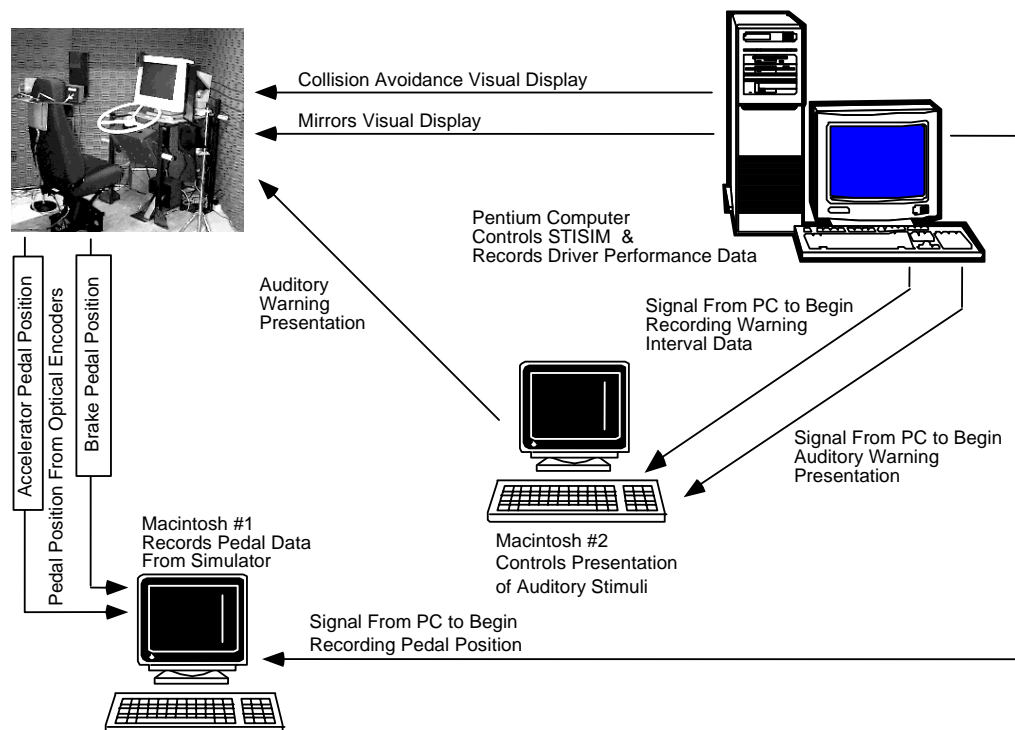 Collision Avoidance Visual Display
Mirrors Visual Display
Pentium Computer
Controls STISIM &
Records Driver Performance Data
Auditory
Warning
Presentation
Signal From PC to Begin
Recording Warning
Interval Data
Signal From PC to Begin
Auditory Warning
Presentation
Accelerator Pedal Position
Pedal Position From Optical Encoders
Brake Pedal Position
Macintosh #1
Records Pedal Data
From Simulator
Macintosh #2
Controls Presentation
of Auditory Stimuli
Signal From PC to Begin
Recording Pedal Position